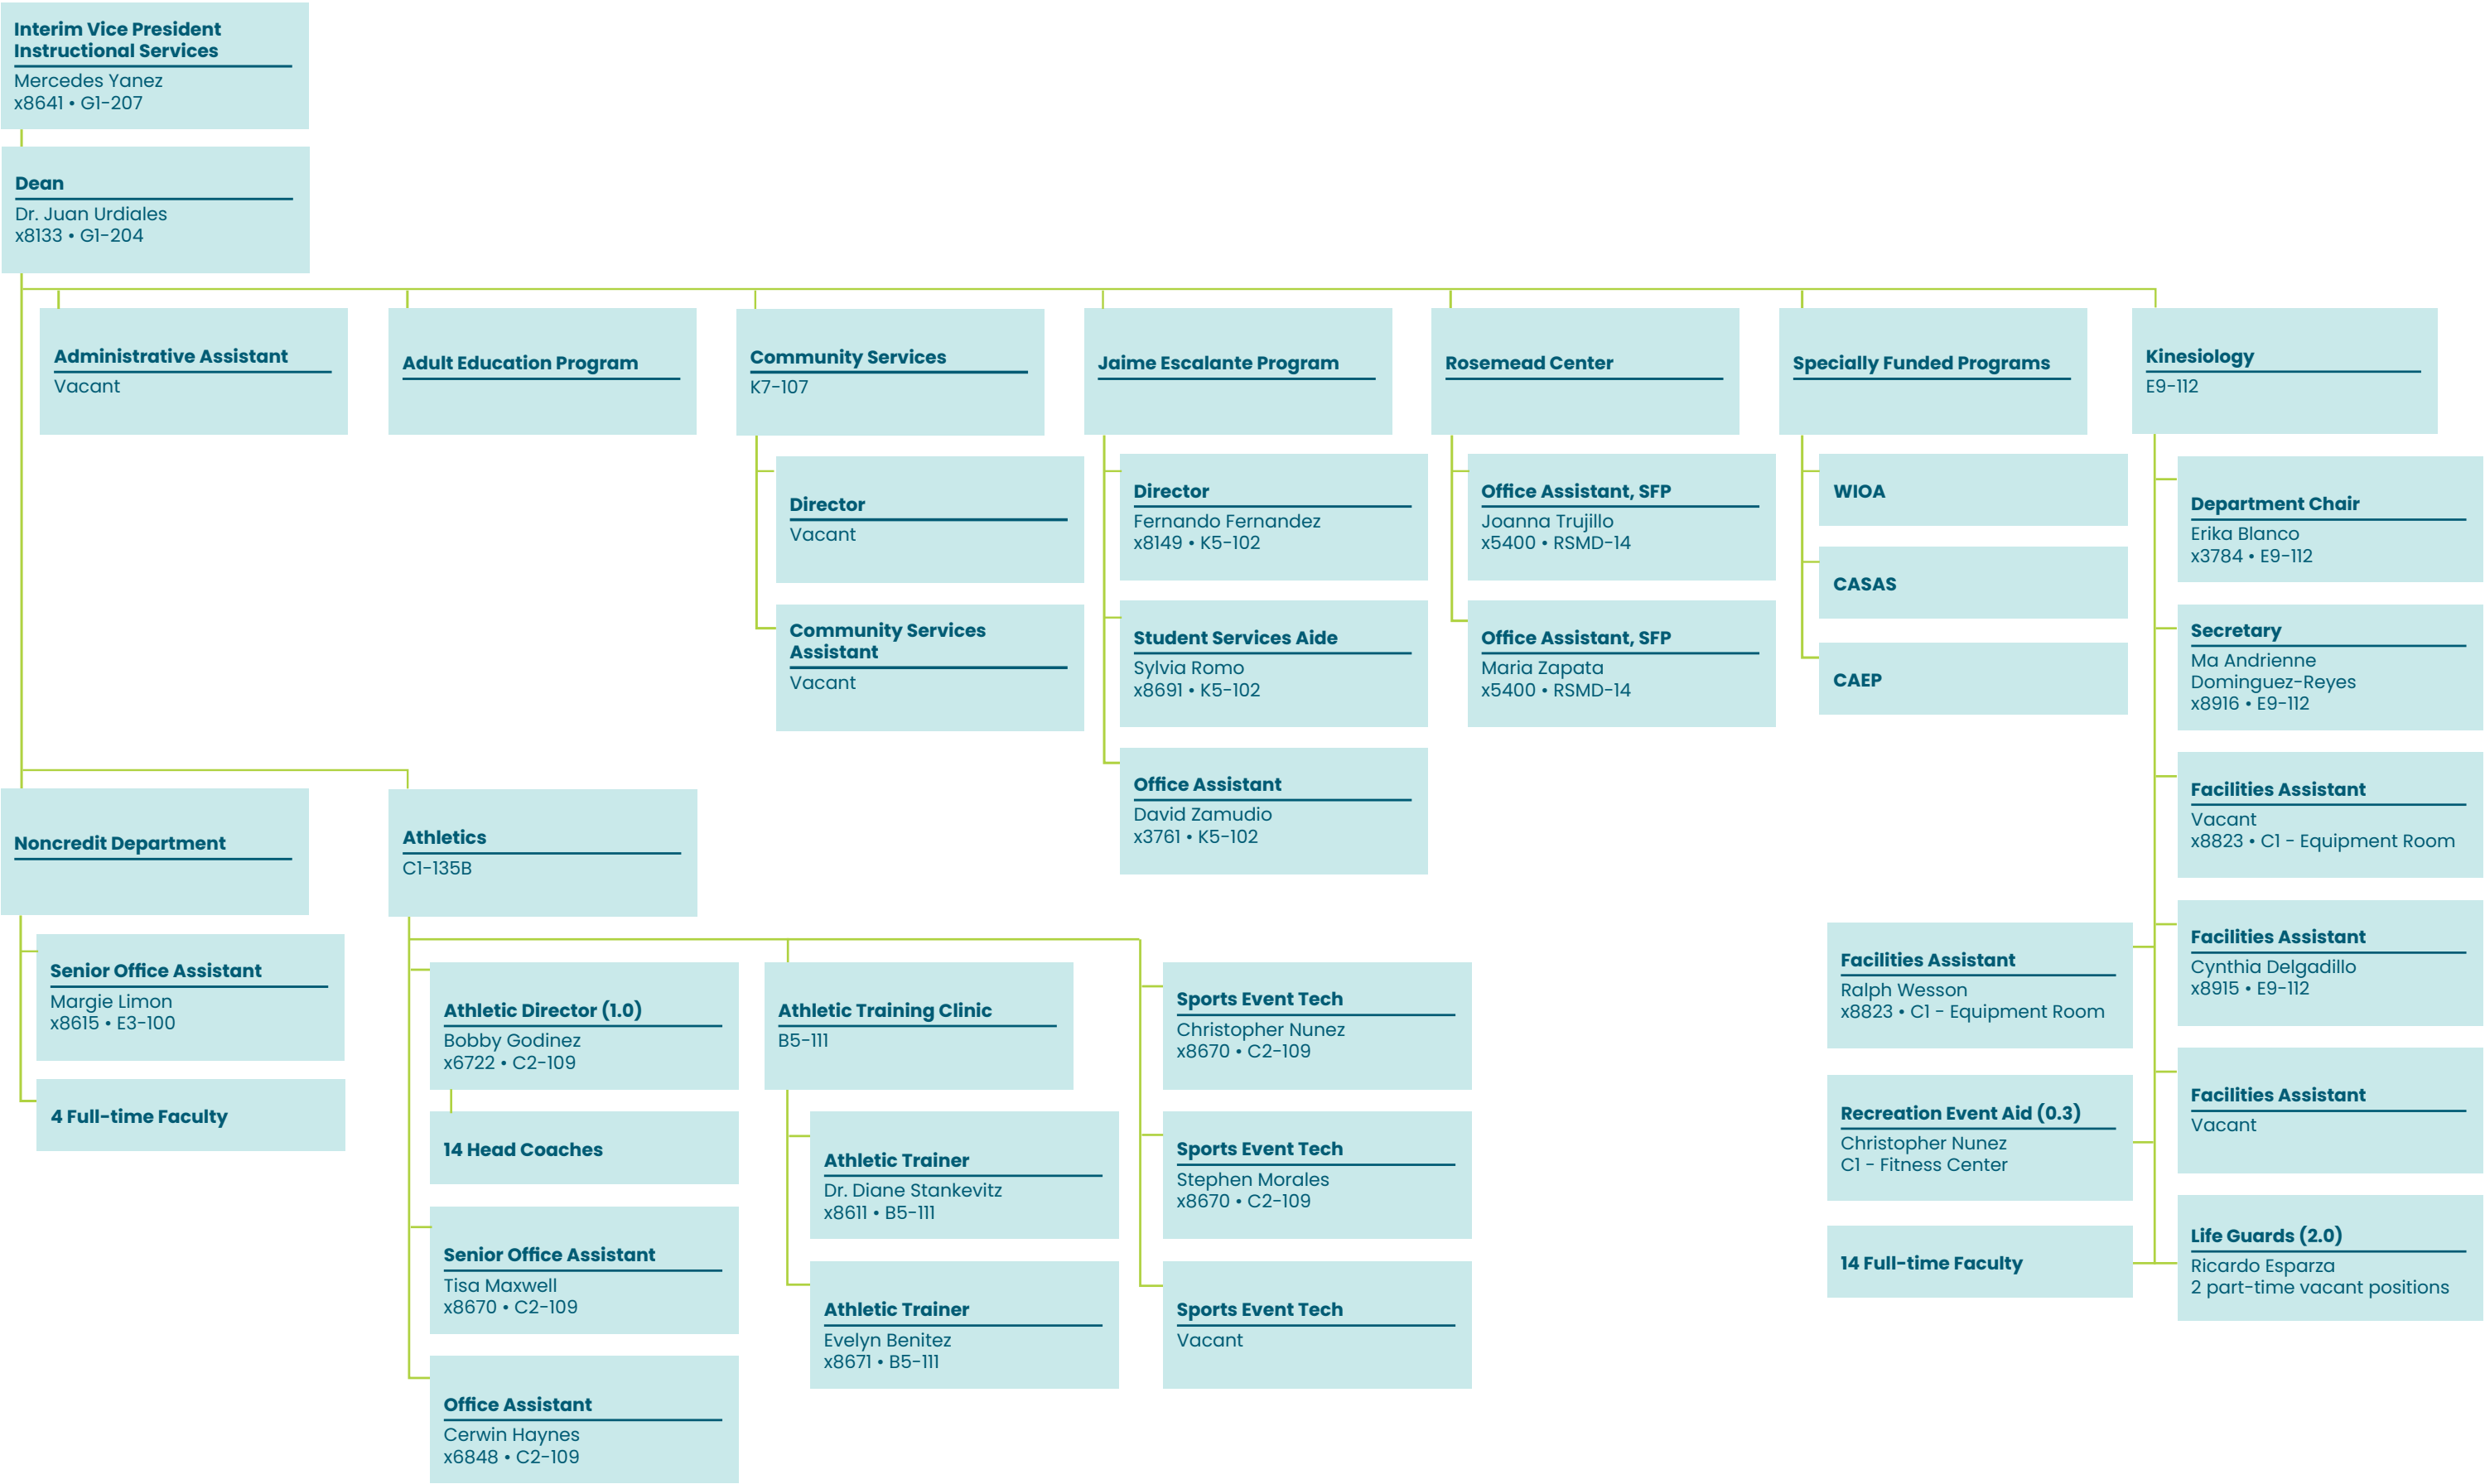 Interim Vice President
Instructional Services
Mercedes Yanez
x8641 • G1-207
Dean
Dr. Juan Urdiales
x8133 • G1-204
Administrative Assistant
Vacant
Adult Education Program
Community Services
K7-107
Director
Vacant
Community Services
Assistant
Vacant
Jaime Escalante Program
Director
Fernando Fernandez
x8149 • K5-102
Student Services Aide
Sylvia Romo
x8691 • K5-102
Office Assistant
David Zamudio
x3761 • K5-102
Rosemead Center
Office Assistant, SFP
Joanna Trujillo
x5400 • RSMD-14
Office Assistant, SFP
Maria Zapata
x5400 • RSMD-14
Specially Funded Programs
WIOA
CASAS
CAEP
Kinesiology
E9-112
Department Chair
Erika Blanco
x3784 • E9-112
Secretary
Ma Andrienne
Dominguez-Reyes
x8916 • E9-112
Facilities Assistant
Vacant
x8823 • C1 - Equipment Room
Facilities Assistant
Cynthia Delgadillo
x8915 • E9-112
Facilities Assistant
Vacant
Life Guards (2.0)
Ricardo Esparza
2 part-time vacant positions
Facilities Assistant
Ralph Wesson
x8823 • C1 - Equipment Room
Recreation Event Aid (0.3)
Christopher Nunez
C1 - Fitness Center
14 Full-time Faculty
Noncredit Department
Senior Office Assistant
Margie Limon
x8615 • E3-100
4 Full-time Faculty
Athletics
C1-135B
Athletic Director (1.0)
Bobby Godinez
x6722 • C2-109
14 Head Coaches
Senior Office Assistant
Tisa Maxwell
x8670 • C2-109
Office Assistant
Cerwin Haynes
x6848 • C2-109
Athletic Training Clinic
B5-111
Athletic Trainer
Dr. Diane Stankevitz
x8611 • B5-111
Athletic Trainer
Evelyn Benitez
x8671 • B5-111
Sports Event Tech
Christopher Nunez
x8670 • C2-109
Sports Event Tech
Stephen Morales
x8670 • C2-109
Sports Event Tech
Vacant